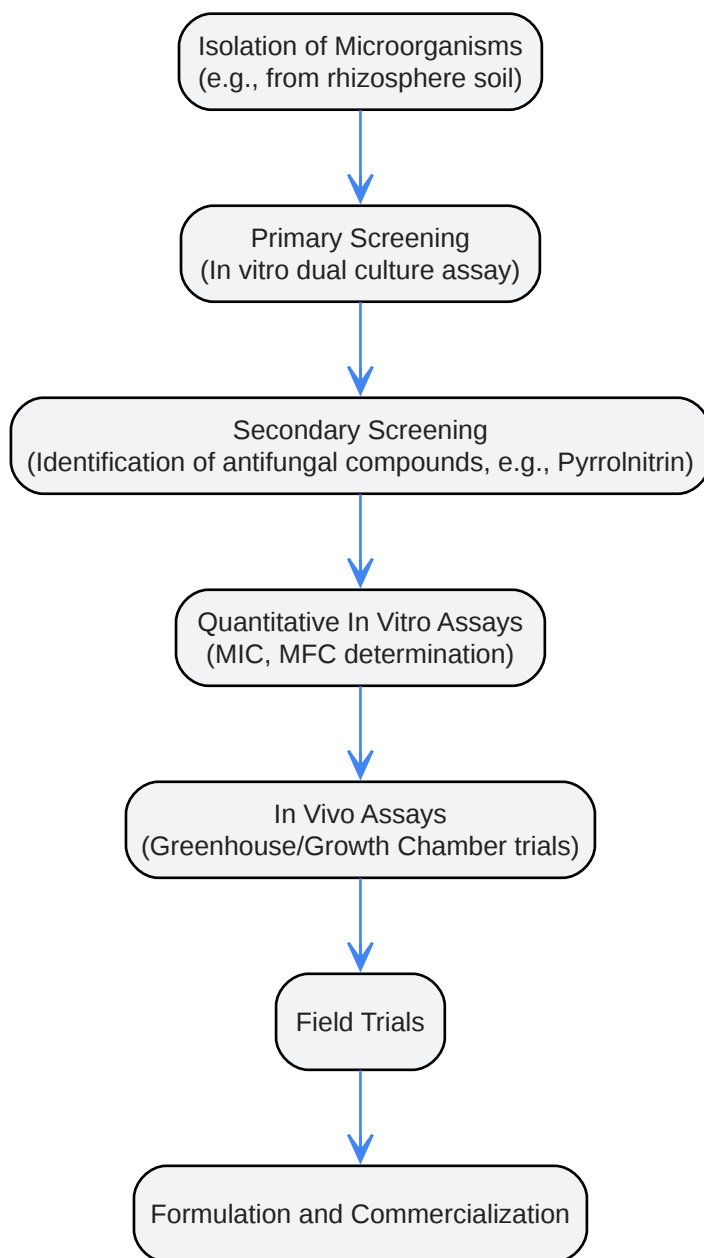 Isolation of Microorganisms
(e.g., from rhizosphere soil)
Primary Screening
(In vitro dual culture assay)
Secondary Screening
(Identification of antifungal compounds, e.g., Pyrrolnitrin)
Quantitative In Vitro Assays
(MIC, MFC determination)
In Vivo Assays
(Greenhouse/Growth Chamber trials)
Field Trials
Formulation and Commercialization